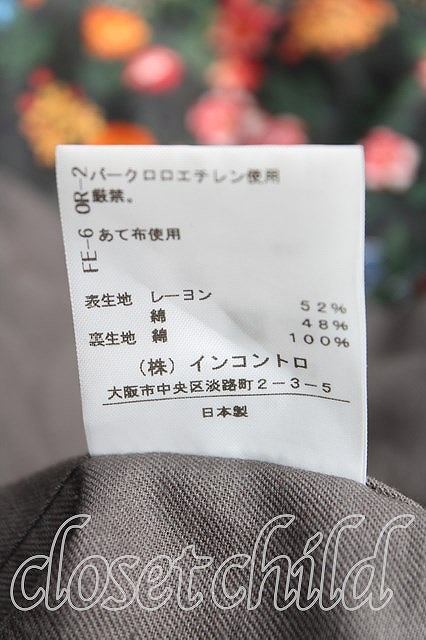 OR-2
パークロロエチレン使用
厳禁。
FE-6
あて布使用
表生地 レーヨン 52%
綿 48%
裏生地 綿 100%
(株)インコントロ
大阪市中央区淡路町2-3-5
日本製
closetchild